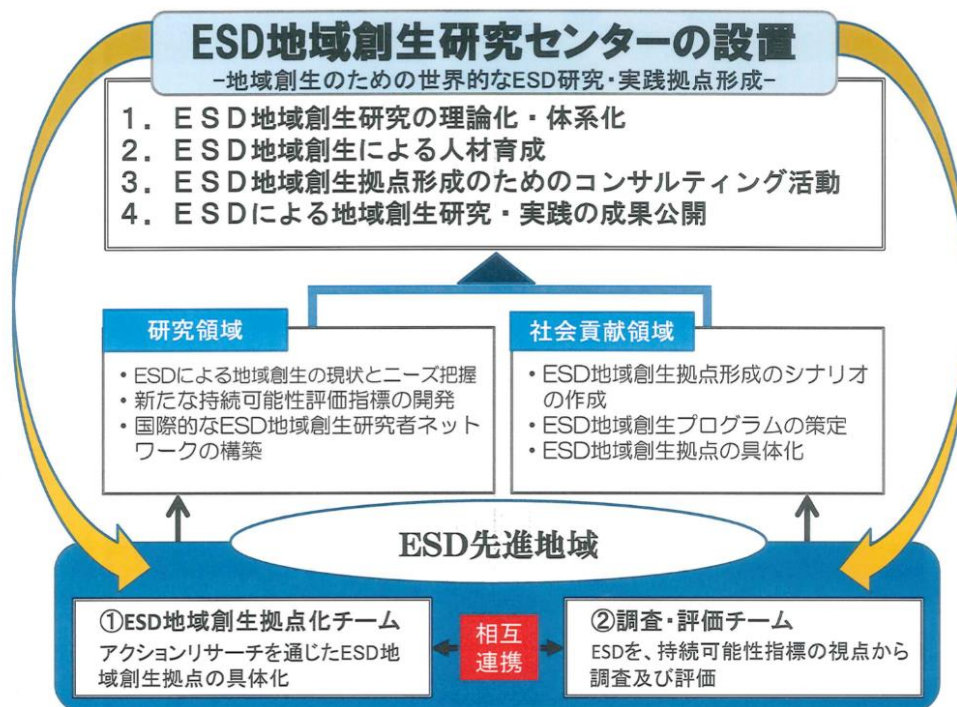 ESD地域創生研究センターの設置
-地域創生のための世界的なESD研究・実践拠点形成-
1．ＥＳＤ地域創生研究の理論化・体系化
2．ＥＳＤ地域創生による人材育成
3．ＥＳＤ地域創生拠点形成のためのコンサルティング活動
4．ＥＳＤによる地域創生研究・実践の成果公開
研究領域
・ESDによる地域創生の現状とニーズ把握
・新たな持続可能性評価指標の開発
・国際的なESD地域創生研究者ネット
ワークの構築
社会貢献領域
・ESD地域創生拠点形成のシナリオ
の作成
・ESD地域創生プログラムの策定
・ESD地域創生拠点の具体化
ESD先進地域
①ESD地域創生拠点化チーム
アクションリサーチを通じたESD地
域創生拠点の具体化
相互
連携
②調査・評価チーム
ESDを、持続可能性指標の視点から
調査及び評価